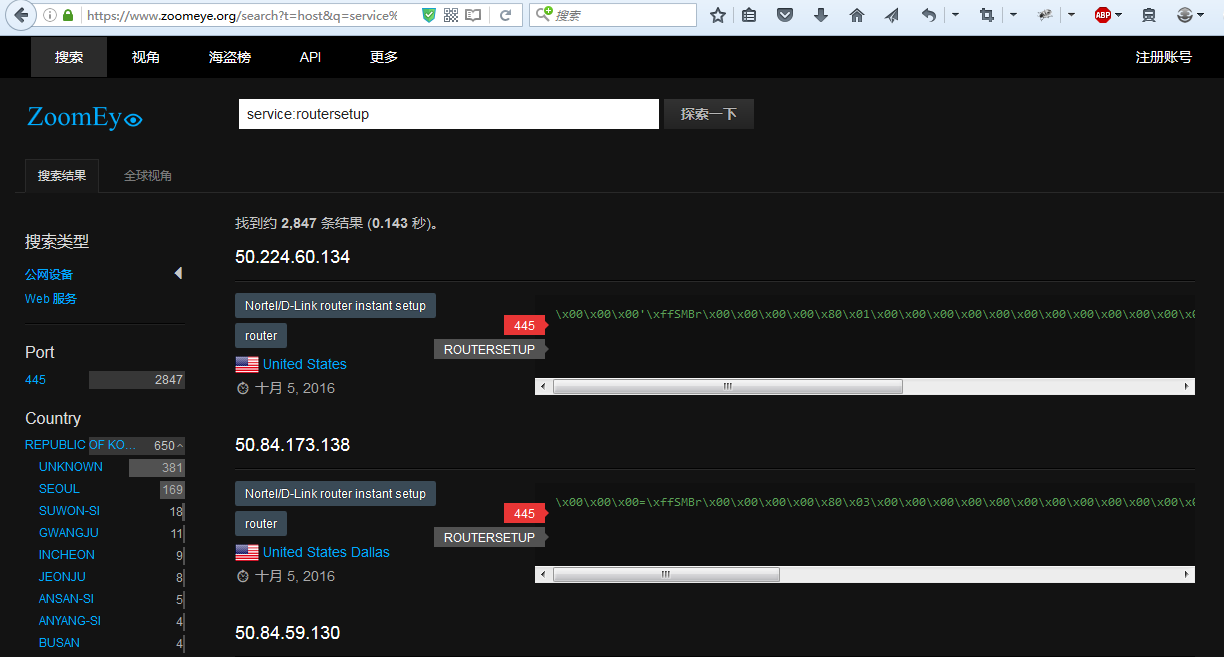 https://www.zoomeye.org/search?t=host&q=service%
搜索
ABP
搜索 视角 海盗榜 API 更多 注册账号
ZoomEye
service:routersetup
探索一下
搜索结果 全球视角
搜索类型
公网设备
Web 服务
Port
445 2847
Country
REPUBLIC OF KO... 650
UNKNOWN 381
SEOUL 169
SUWON-SI 18
GWANGJU 11
INCHEON 9
JEONJU 8
ANSAN-SI 5
ANYANG-SI 4
BUSAN 4
找到约 2,847 条结果 (0.143 秒)。
50.224.60.134
Nortel/D-Link router instant setup
router
United States
十月 5, 2016
445
ROUTERSETUP
\x00\x00\x00'\xffSMBr\x00\x00\x00\x00\x80\x01\x00\x00\x00\x00\x00\x00\x00\x00\x00\x00\x00
50.84.173.138
Nortel/D-Link router instant setup
router
United States Dallas
十月 5, 2016
445
ROUTERSETUP
\x00\x00\x00=\xffSMBr\x00\x00\x00\x00\x80\x03\x00\x00\x00\x00\x00\x00\x00\x00\x00\x00\x00
50.84.59.130